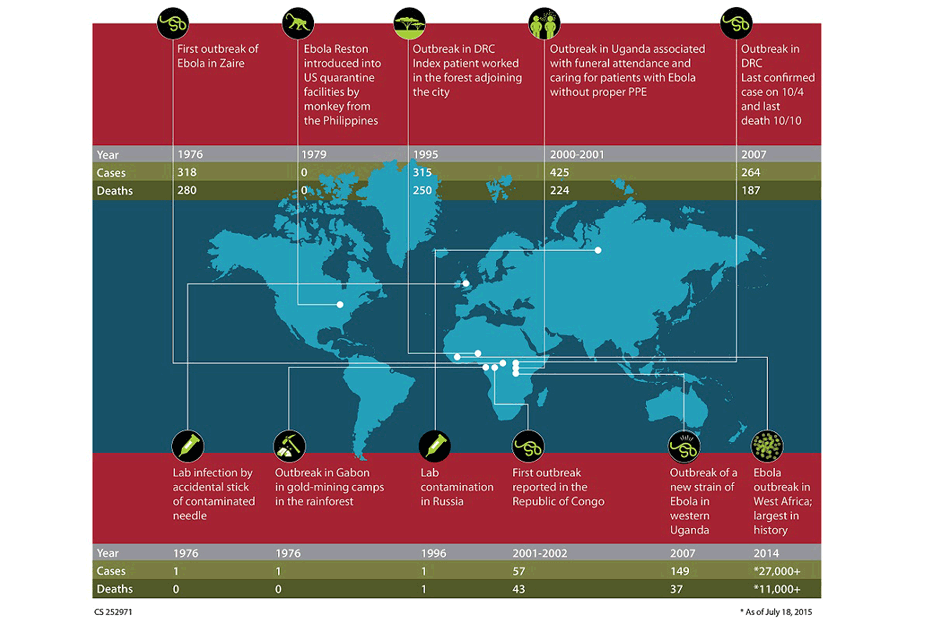 First outbreak of
Ebola in Zaire
Ebola Reston
introduced into
US quarantine
facilities by
monkey from
the Philippines
Outbreak in DRC
Index patient worked
in the forest adjoining
the city
Outbreak in Uganda associated
with funeral attendance and
caring for patients with Ebola
without proper PPE
Outbreak in
DRC
Last confirmed
case on 10/4
and last
death 10/10
Year 1976 1979 1995 2000-2001 2007
Cases 318 0 315 425 264
Deaths 280 0 250 224 187
Lab infection by
accidental stick
of contaminated
needle
Outbreak in Gabon
in gold-mining camps
in the rainforest
Lab
contamination
in Russia
First outbreak
reported in the
Republic of Congo
Outbreak of a
new strain of
Ebola in
western
Uganda
Ebola
outbreak in
West Africa;
largest in
history
Year 1976 1976 1996 2001-2002 2007 2014
Cases 1 1 1 57 149 *27,000+
Deaths 0 0 1 43 37 *11,000+
CS 252971
* As of July 18, 2015